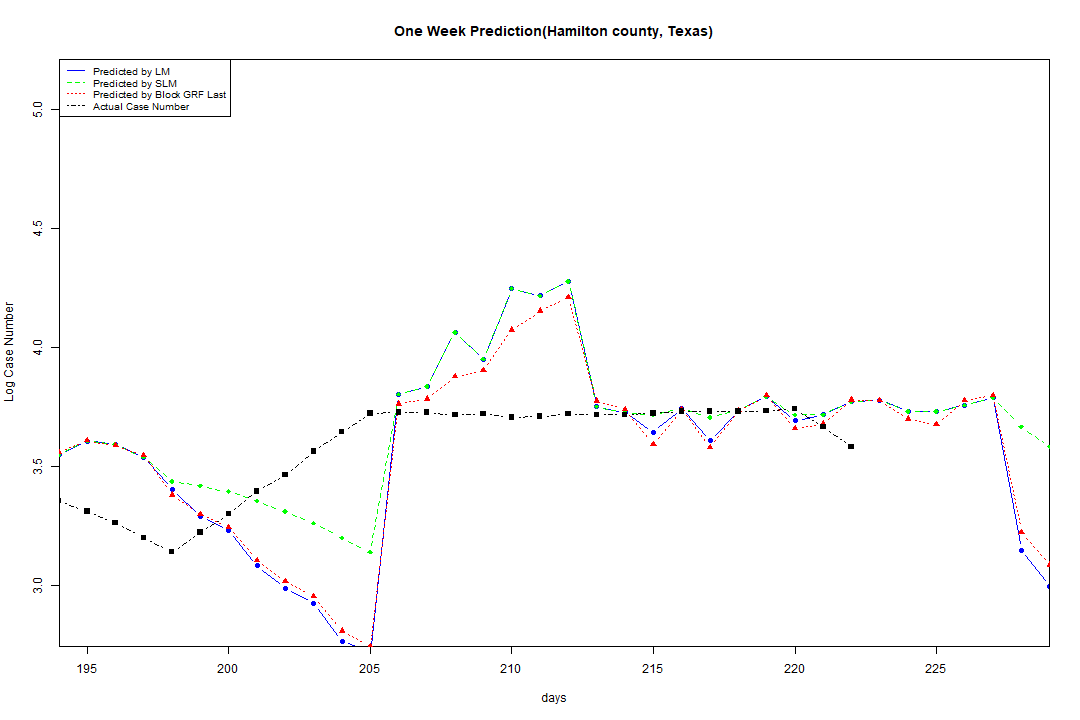 One Week Prediction(Hamilton county, Texas)
Predicted by LM
Predicted by SLM
Predicted by Block GRF Last
Actual Case Number
5.0
4.5
4.0
3.5
3.0
Log Case Number
195 200 205 210 215 220 225
days